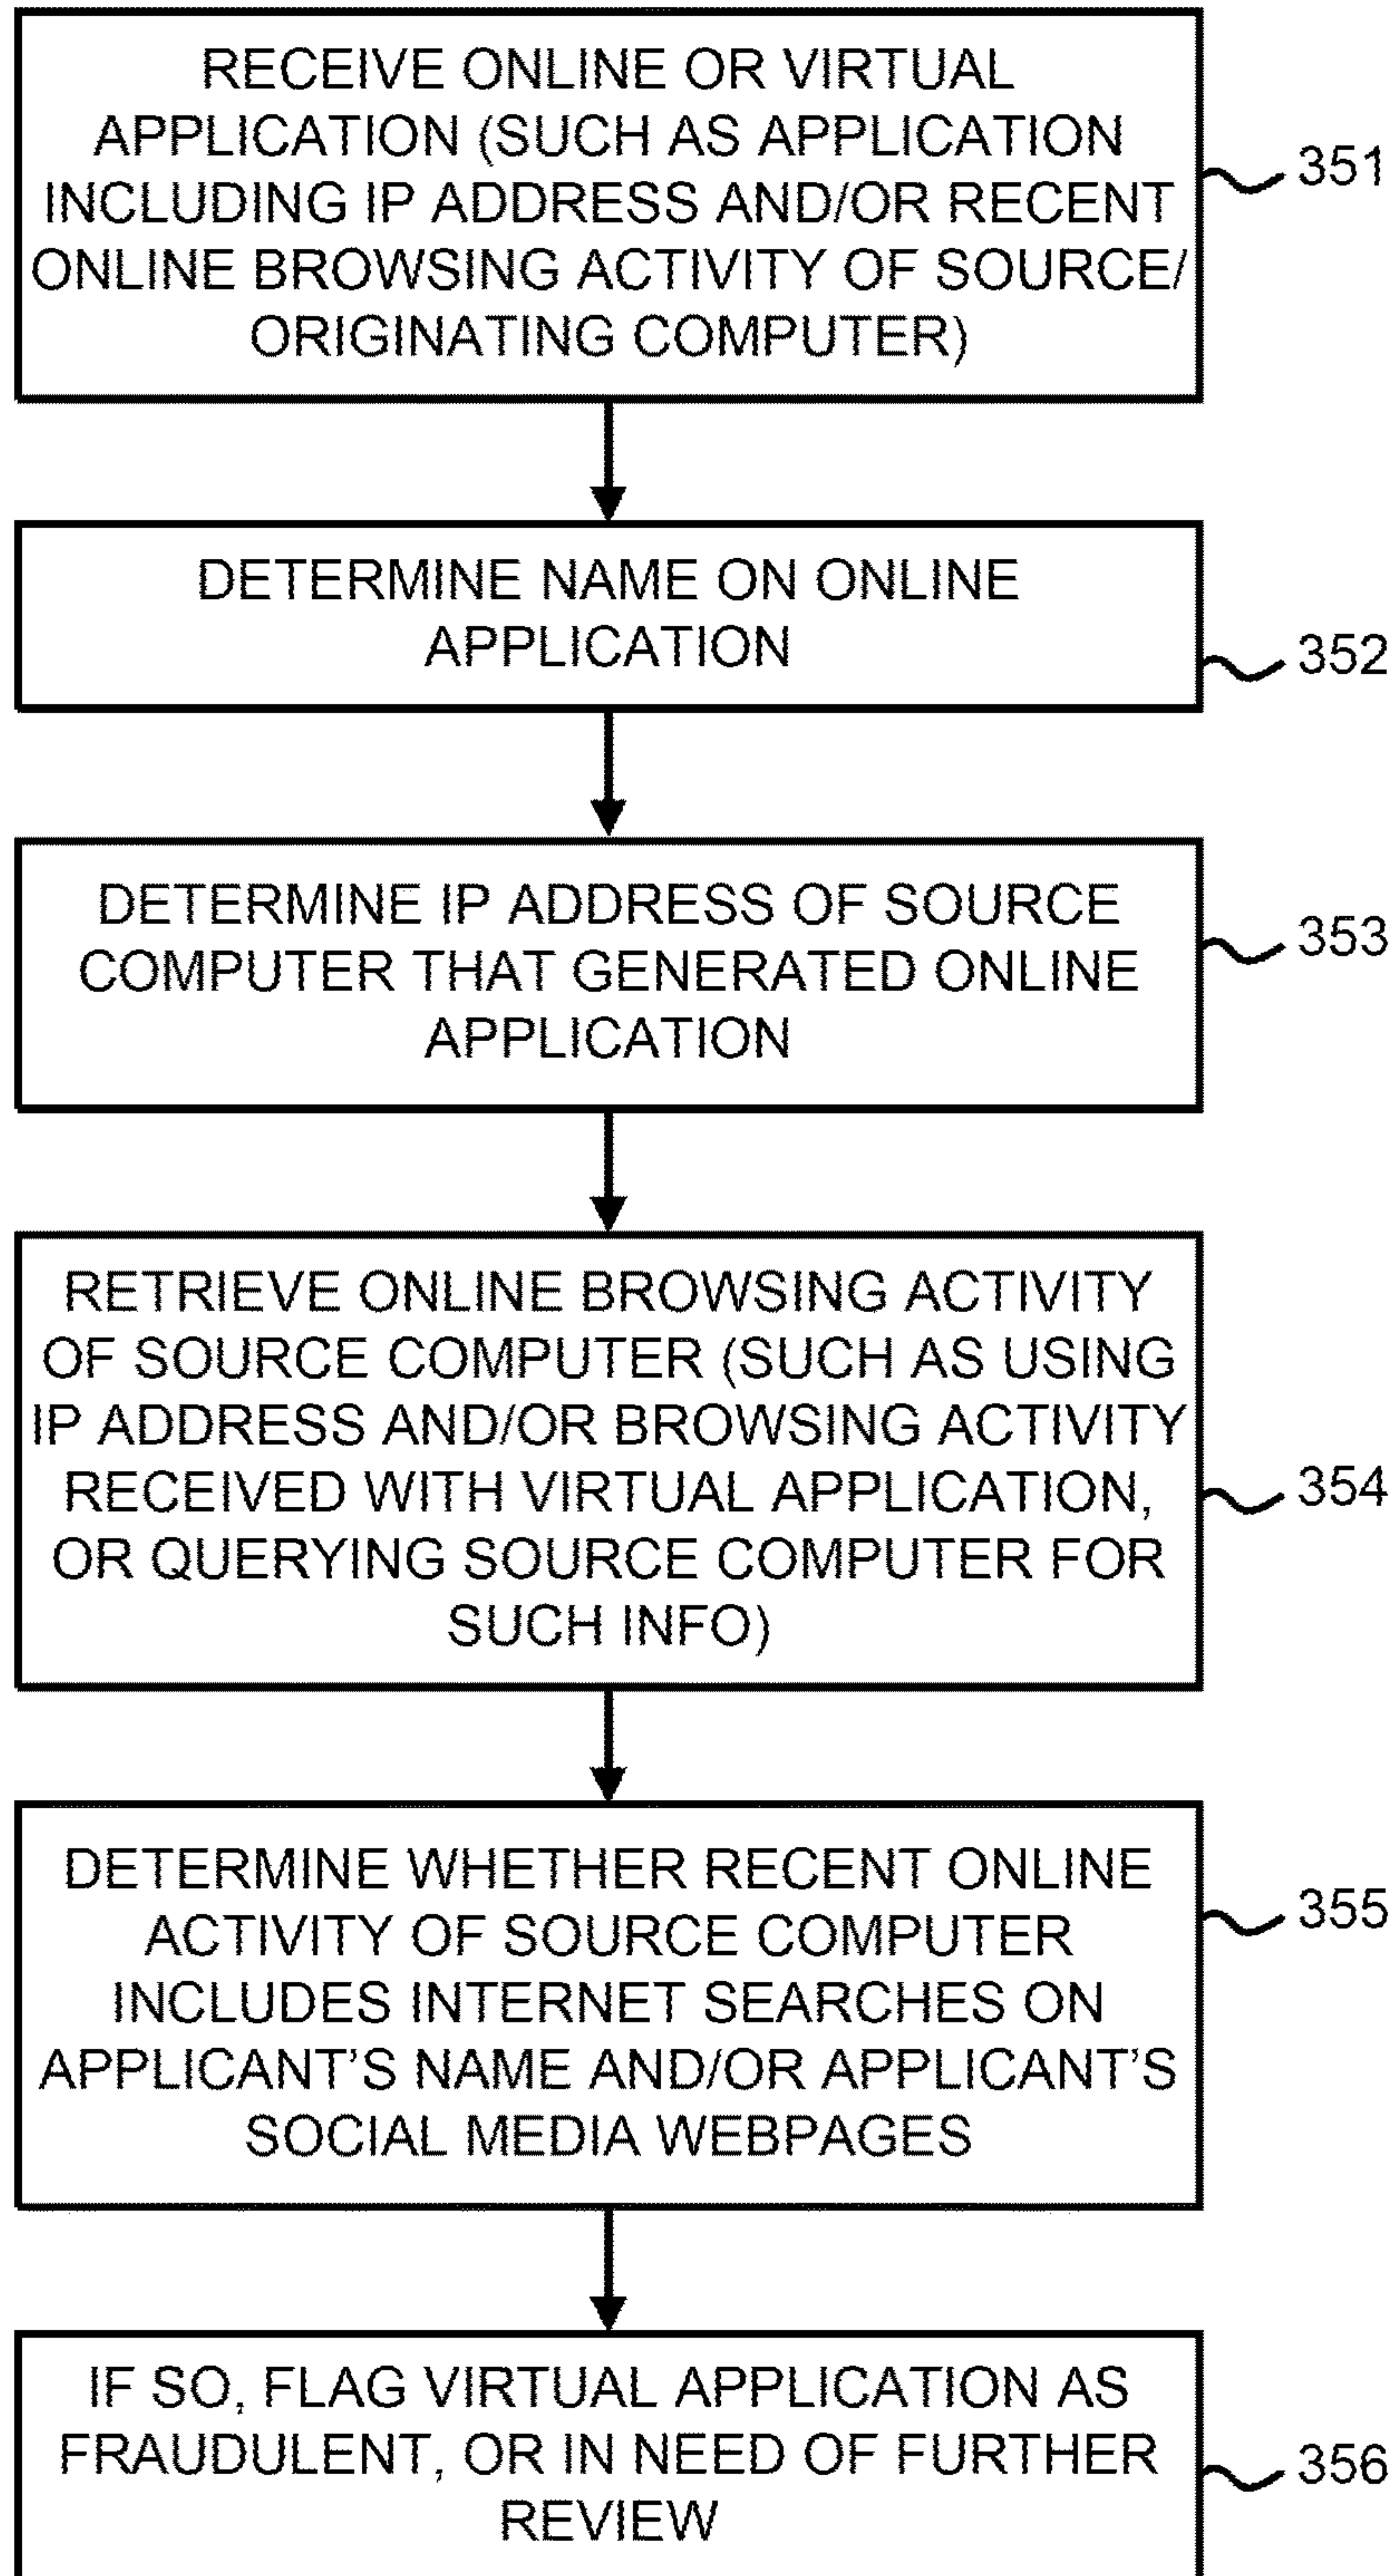 RECEIVE ONLINE OR VIRTUAL
APPLICATION (SUCH AS APPLICATION
INCLUDING IP ADDRESS AND/OR RECENT
ONLINE BROWSING ACTIVITY OF SOURCE/
ORIGINATING COMPUTER)
351
DETERMINE NAME ON ONLINE
APPLICATION
352
DETERMINE IP ADDRESS OF SOURCE
COMPUTER THAT GENERATED ONLINE
APPLICATION
353
RETRIEVE ONLINE BROWSING ACTIVITY
OF SOURCE COMPUTER (SUCH AS USING
IP ADDRESS AND/OR BROWSING ACTIVITY
RECEIVED WITH VIRTUAL APPLICATION,
OR QUERYING SOURCE COMPUTER FOR
SUCH INFO)
354
DETERMINE WHETHER RECENT ONLINE
ACTIVITY OF SOURCE COMPUTER
INCLUDES INTERNET SEARCHES ON
APPLICANT'S NAME AND/OR APPLICANT'S
SOCIAL MEDIA WEBPAGES
355
IF SO, FLAG VIRTUAL APPLICATION AS
FRAUDULENT, OR IN NEED OF FURTHER
REVIEW
356